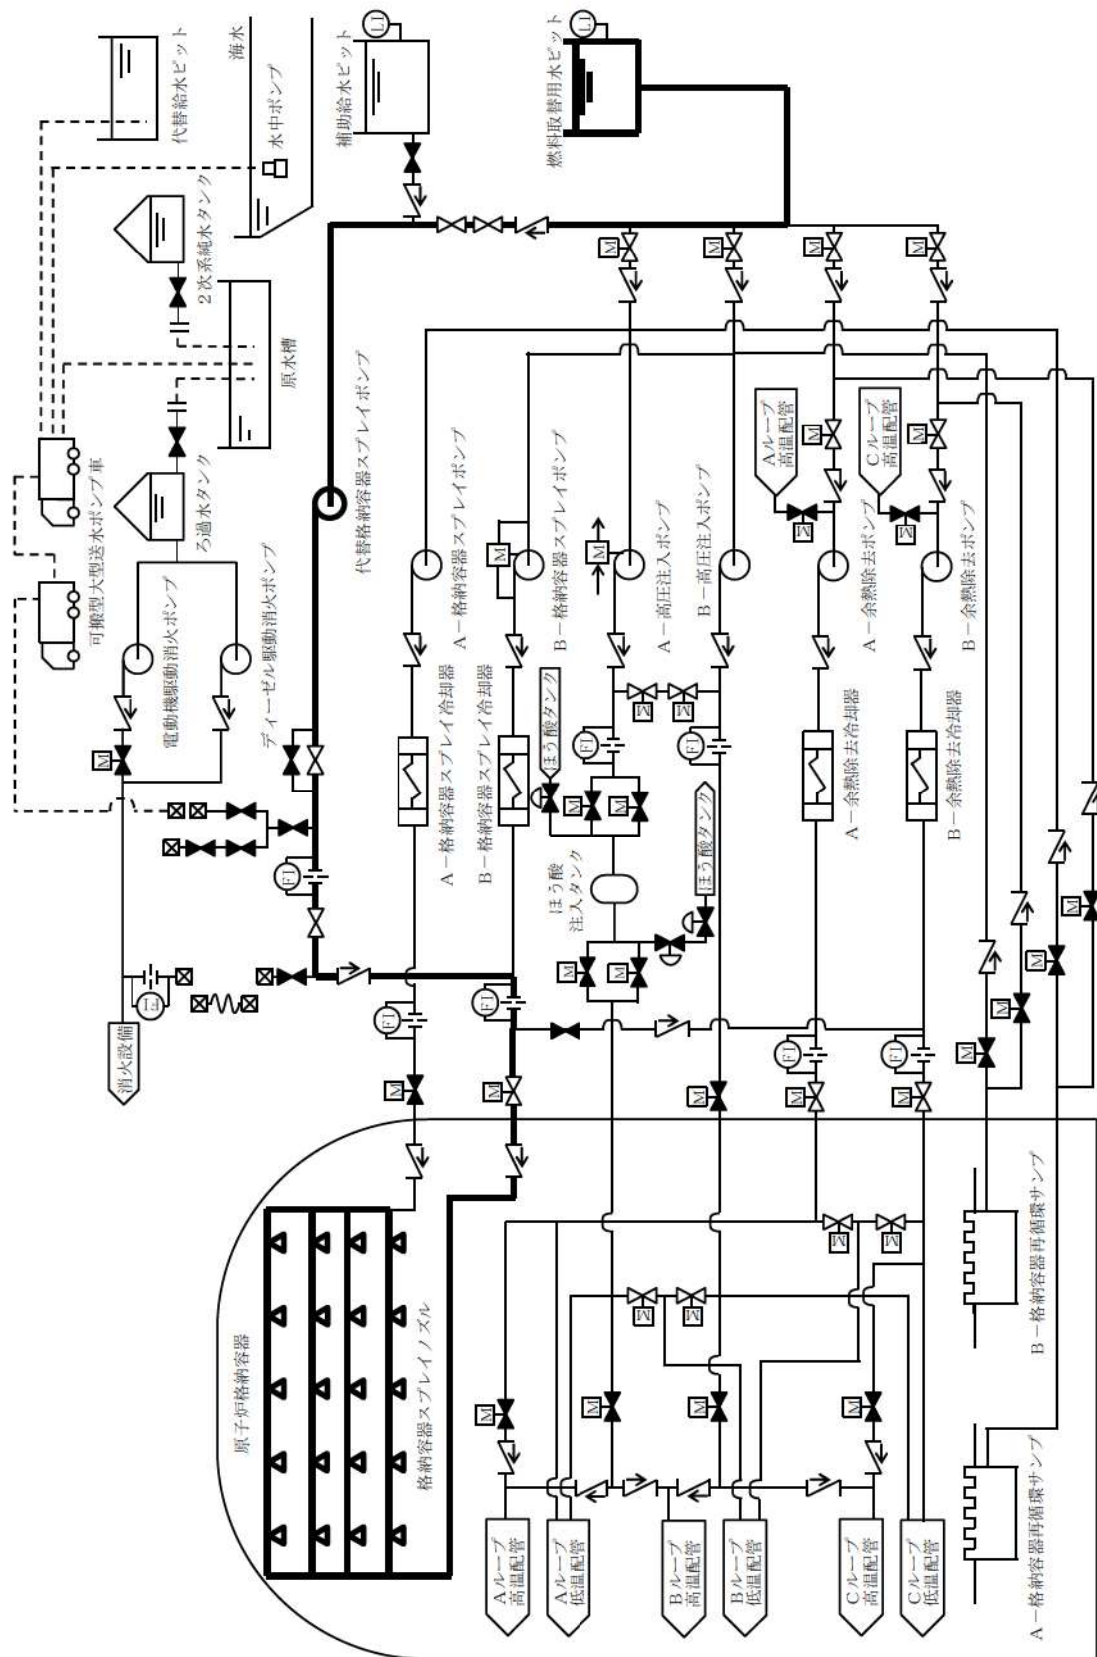 代替給水ピット
海水
水中ポンプ
2次系純水タンク
原水槽
可搬型大型送水ポンプ車
ろ過水タンク
電動機駆動消火ポンプ
ディーゼル駆動消火ポンプ
消火設備
FI
LI
補助給水ピット
LI
燃料取替用水ピット
代替格納容器スプレイポンプ
FI
M
A-格納容器スプレイポンプ
B-格納容器スプレイポンプ
A-高圧注入ポンプ
B-高圧注入ポンプ
A-余熱除去ポンプ
B-余熱除去ポンプ
Aループ
高温配管
Cループ
高温配管
M
M
M
M
M
M
M
M
M
M
A-格納容器スプレイ冷却器
B-格納容器スプレイ冷却器
ほう酸タンク
FI
FI
M
M
M
M
ほう酸
注入タンク
ほう酸タンク
M
M
A-余熱除去冷却器
B-余熱除去冷却器
FI
FI
FI
FI
M
M
M
M
M
M
M
M
M
原子炉格納容器
格納容器スプレイノズル
M
M
M
M
M
M
M
M
Aループ
高温配管
Aループ
低温配管
Bループ
高温配管
Bループ
低温配管
Cループ
高温配管
Cループ
低温配管
B-格納容器再循環サンプ
A-格納容器再循環サンプ